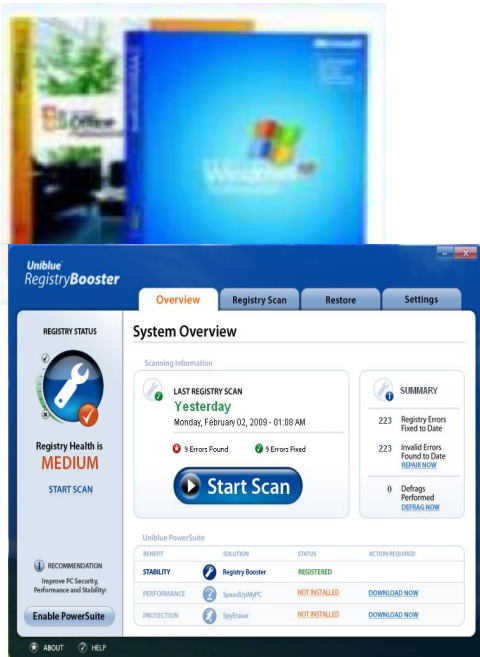 Office
Uniblue
RegistryBooster
Overview
Registry Scan
Restore
Settings
REGISTRY STATUS
Registry Health is
MEDIUM
START SCAN
RECOMMENDATION
Improve PC Security,
Performance and Stability:
Enable PowerSuite
ABOUT
HELP
System Overview
Scanning Information
LAST REGISTRY SCAN
Yesterday
Monday, February 02, 2009 - 01:08 AM
9 Errors Found
9 Errors Fixed
Start Scan
SUMMARY
223 Registry Errors
Fixed to Date
223 Invalid Errors
Found to Date
REPAIR NOW
0 Defrags
Performed
DEFRAG NOW
Uniblue PowerSuite
BENEFIT SOLUTION STATUS ACTION REQUIRED
STABILITY Registry Booster REGISTERED
PERFORMANCE SpeedUpMyPC NOT INSTALLED DOWNLOAD NOW
PROTECTION SpyEraser NOT INSTALLED DOWNLOAD NOW